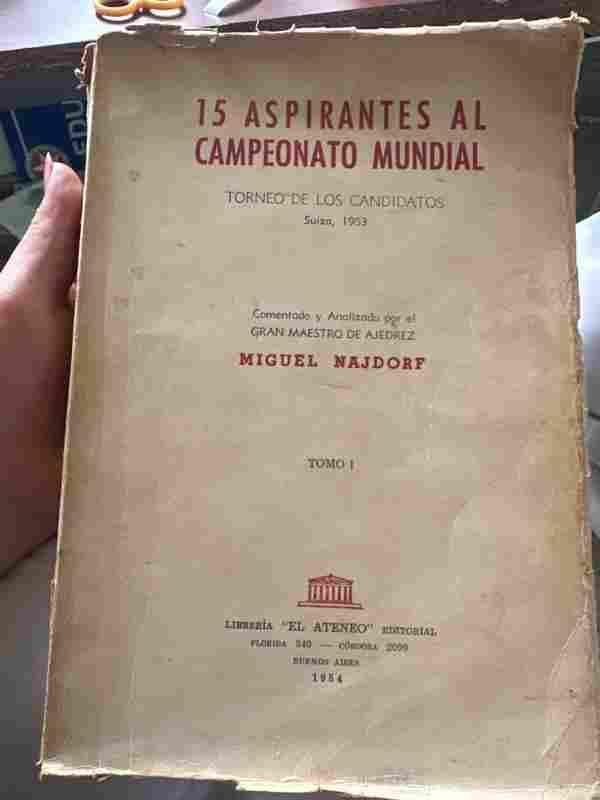 EDU
15 ASPIRANTES AL
CAMPEONATO MUNDIAL
TORNEO DE LOS CANDIDATOS
Suiza, 1953
Comentado y Analizado por el
GRAN MAESTRO DE AJEDREZ
MIGUEL NAJDORF
TOMO I
LIBRERÍA "EL ATENEO" EDITORIAL
FLORIDA 340 — CÓRDOBA 2099
BUENOS AIRES
1954